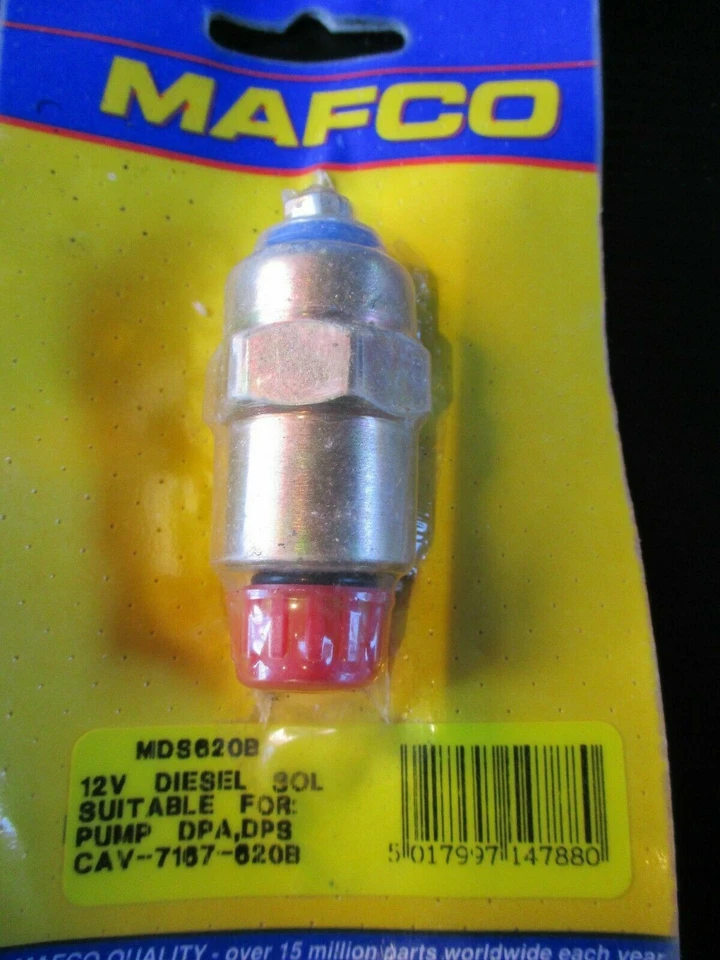 MAFCO
MDS620B
12V DIESEL SOL
SUITABLE FOR:
PUMP DPA,DPS
CAV--7167-620B
5 017997 147880
MAFCO QUALITY - over 15 million parts worldwide each year